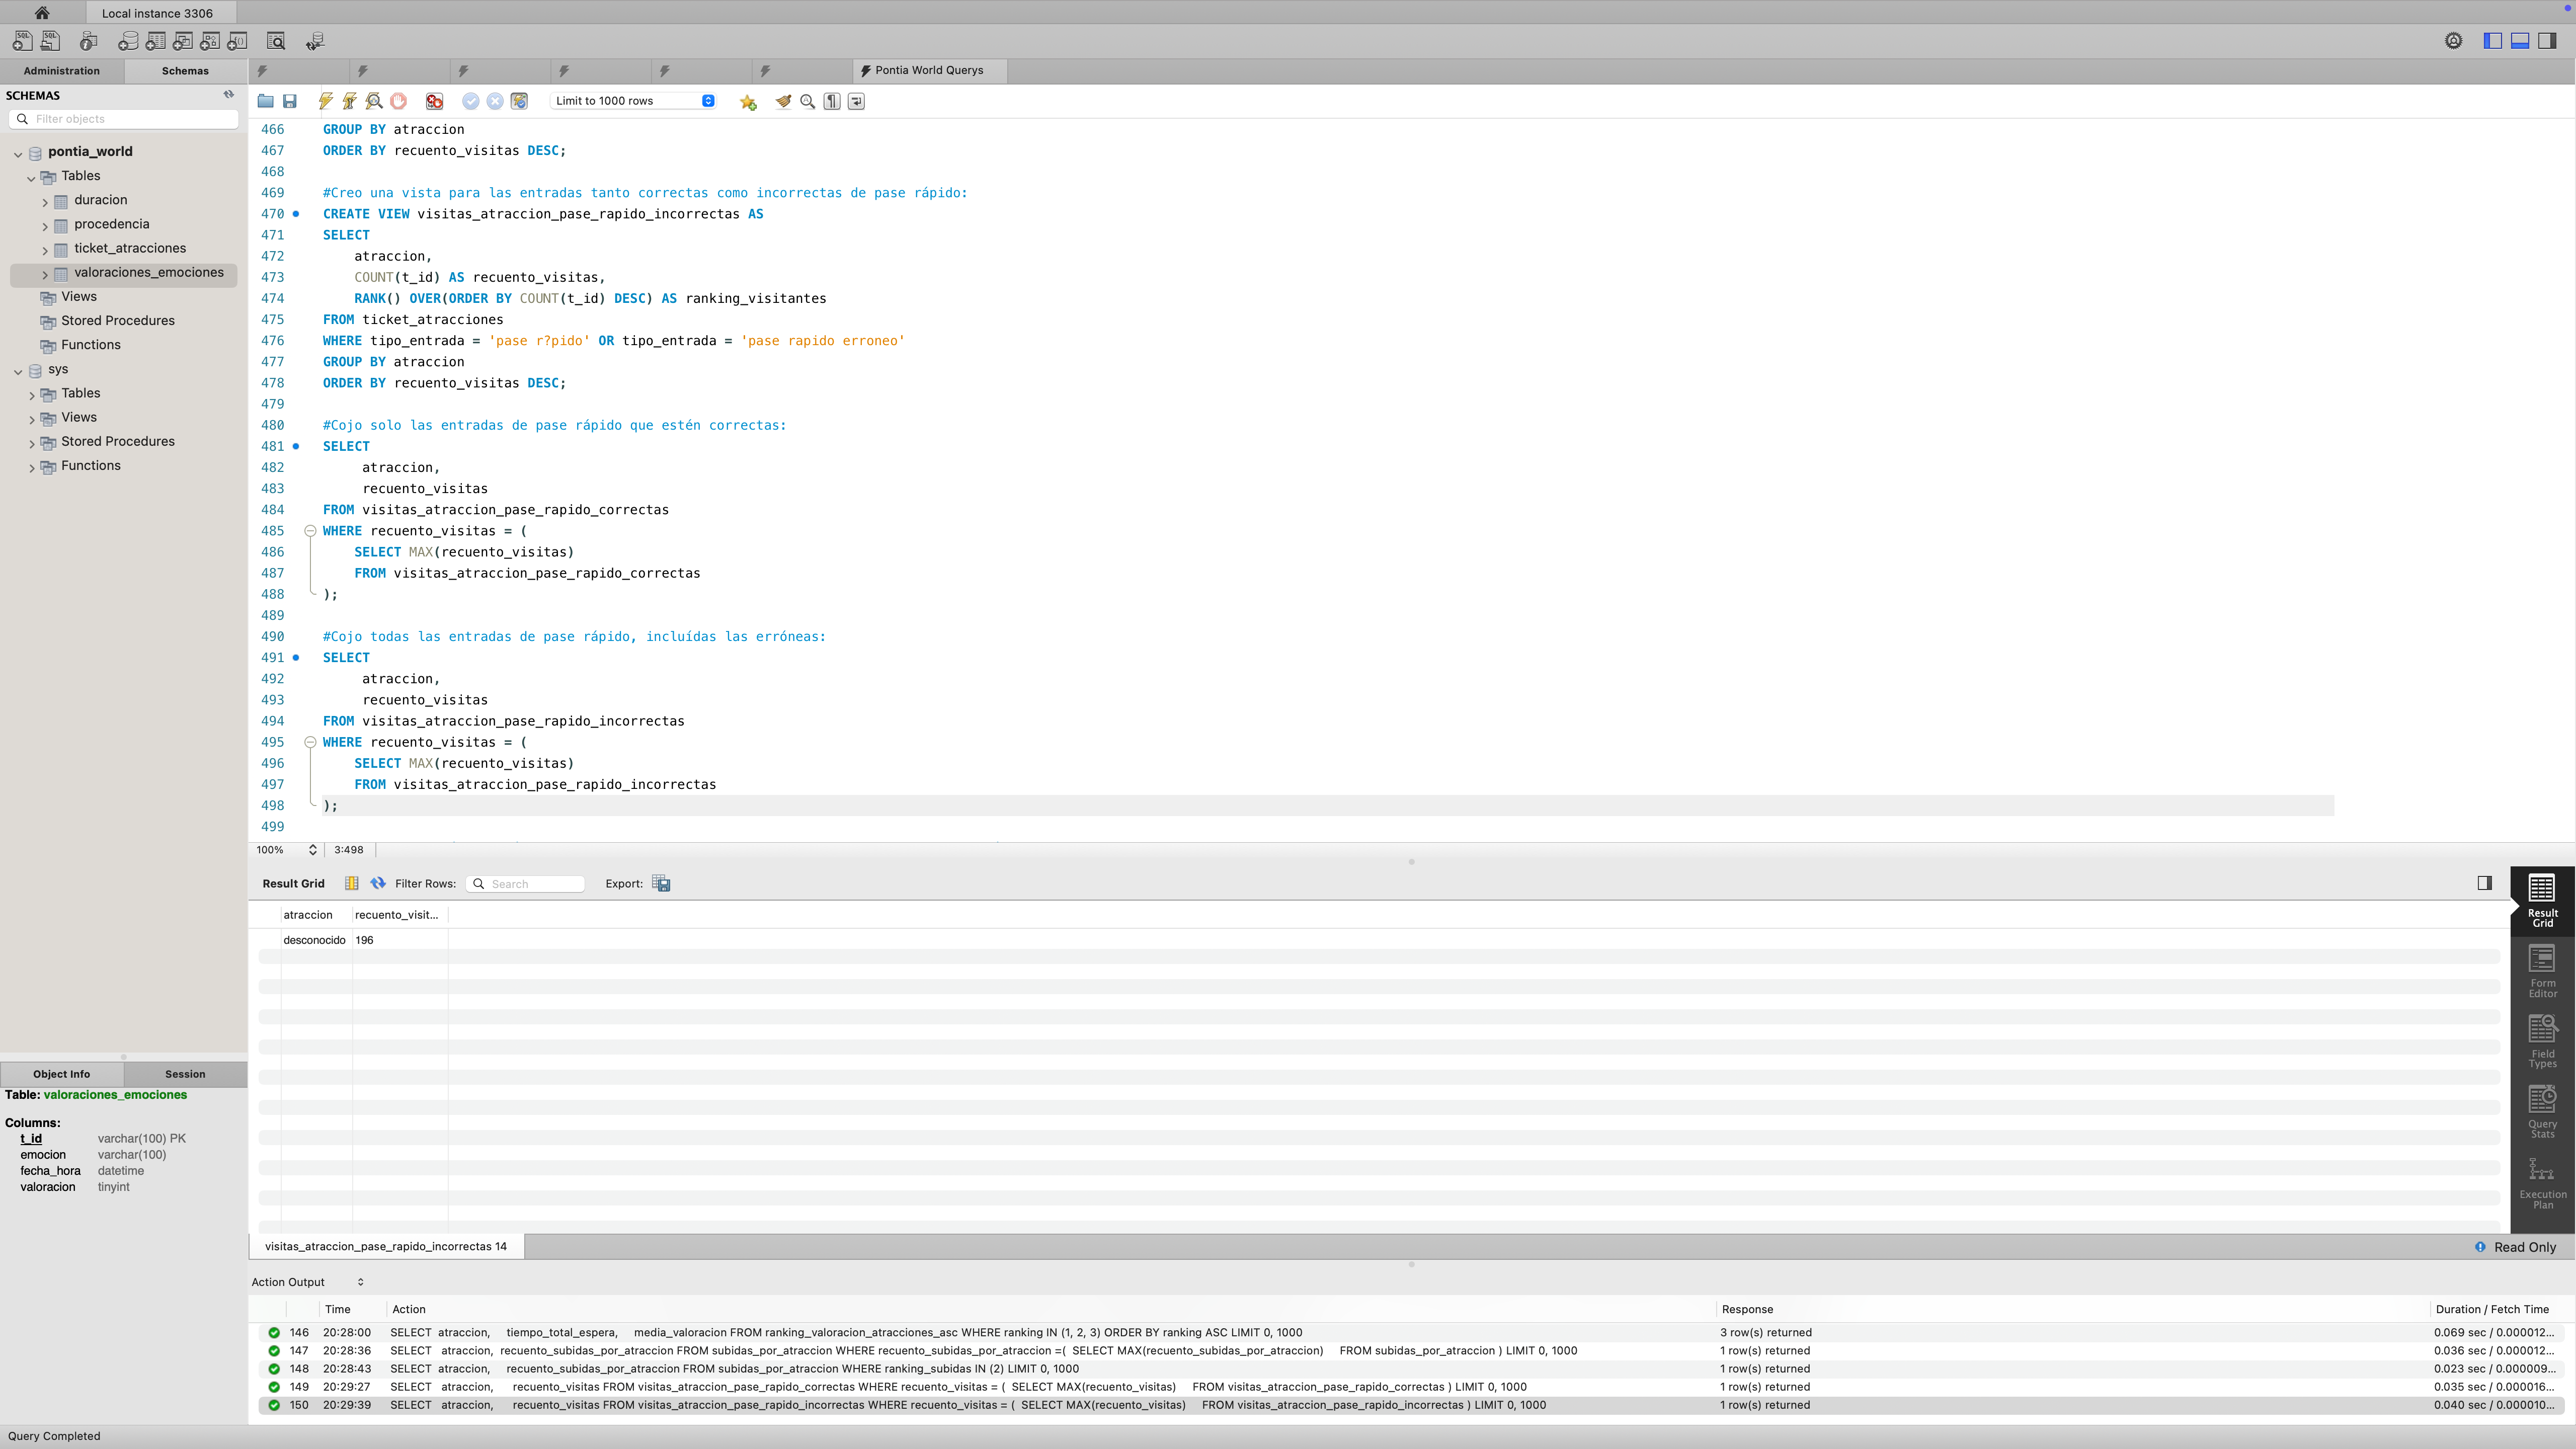 Local instance 3306
Administration
Schemas
Pontia World Querys
SCHEMAS
Filter objects
pontia_world
Tables
duracion
procedencia
ticket_atracciones
valoraciones_emociones
Views
Stored Procedures
Functions
sys
Tables
Views
Stored Procedures
Functions
Limit to 1000 rows
466 GROUP BY atraccion
467 ORDER BY recuento_visitas DESC;
468
469 #Creo una vista para las entradas tanto correctas como incorrectas de pase rápido:
470 CREATE VIEW visitas_atraccion_pase_rapido_incorrectas AS
471 SELECT
472 atraccion,
473 COUNT(t_id) AS recuento_visitas,
474 RANK() OVER(ORDER BY COUNT(t_id) DESC) AS ranking_visitantes
475 FROM ticket_atracciones
476 WHERE tipo_entrada = 'pase r?pido' OR tipo_entrada = 'pase rapido erroneo'
477 GROUP BY atraccion
478 ORDER BY recuento_visitas DESC;
479
480 #Cojo solo las entradas de pase rápido que estén correctas:
481 SELECT
482 atraccion,
483 recuento_visitas
484 FROM visitas_atraccion_pase_rapido_correctas
485 WHERE recuento_visitas = (
486 SELECT MAX(recuento_visitas)
487 FROM visitas_atraccion_pase_rapido_correctas
488 );
489
490 #Cojo todas las entradas de pase rápido, incluídas las erróneas:
491 SELECT
492 atraccion,
493 recuento_visitas
494 FROM visitas_atraccion_pase_rapido_incorrectas
495 WHERE recuento_visitas = (
496 SELECT MAX(recuento_visitas)
497 FROM visitas_atraccion_pase_rapido_incorrectas
498 );
499
100% 3:498
Result Grid Filter Rows: Search Export:
atraccion recuento_visit...
desconocido 196
Result Grid
Form Editor
Field Types
Query Stats
Execution Plan
Object Info Session
Table: valoraciones_emociones
Columns:
t_id varchar(100) PK
emocion varchar(100)
fecha_hora datetime
valoracion tinyint
visitas_atraccion_pase_rapido_incorrectas 14
Read Only
Action Output
Time Action Response Duration / Fetch Time
146 20:28:00 SELECT atraccion, tiempo_total_espera, media_valoracion FROM ranking_valoracion_atracciones_asc WHERE ranking IN (1, 2, 3) ORDER BY ranking ASC LIMIT 0, 1000 3 row(s) returned 0.069 sec / 0.000012...
147 20:28:36 SELECT atraccion, recuento_subidas_por_atraccion FROM subidas_por_atraccion WHERE recuento_subidas_por_atraccion =( SELECT MAX(recuento_subidas_por_atraccion) FROM subidas_por_atraccion ) LIMIT 0, 1000 1 row(s) returned 0.036 sec / 0.000012...
148 20:28:43 SELECT atraccion, recuento_subidas_por_atraccion FROM subidas_por_atraccion WHERE ranking_subidas IN (2) LIMIT 0, 1000 1 row(s) returned 0.023 sec / 0.000009...
149 20:29:27 SELECT atraccion, recuento_visitas FROM visitas_atraccion_pase_rapido_correctas WHERE recuento_visitas = ( SELECT MAX(recuento_visitas) FROM visitas_atraccion_pase_rapido_correctas ) LIMIT 0, 1000 1 row(s) returned 0.035 sec / 0.000016...
150 20:29:39 SELECT atraccion, recuento_visitas FROM visitas_atraccion_pase_rapido_incorrectas WHERE recuento_visitas = ( SELECT MAX(recuento_visitas) FROM visitas_atraccion_pase_rapido_incorrectas ) LIMIT 0, 1000 1 row(s) returned 0.040 sec / 0.000010...
Query Completed